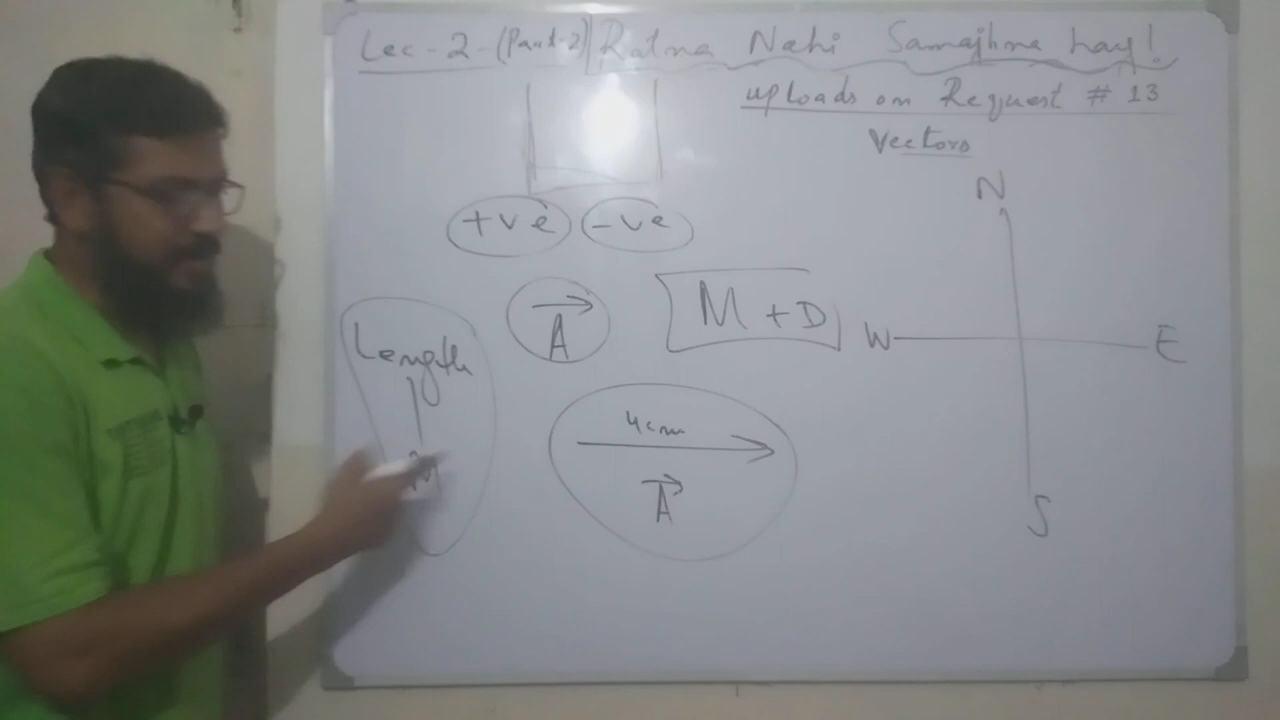 Lec - 2 - (Part-2) Ratna Nahi Samajhna hay!
uploads on Request # 13
Vectors
N
+ve -ve
A
M + D
W E
Length
M
4cm
A
S